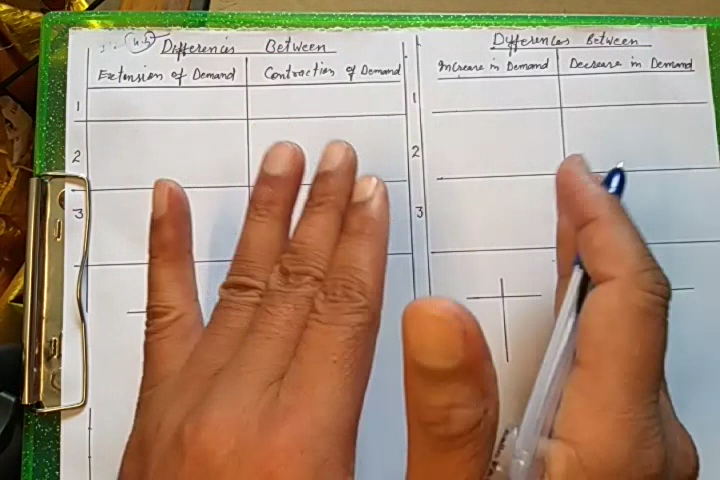 Differences Between
Extension of Demand
Contraction of Demand
1
2
3
Differences Between
Increase in Demand
Decrease in Demand
1
2
3